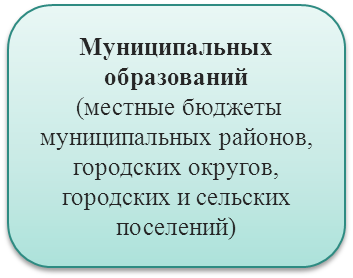 Муниципальных
образований
(местные бюджеты
муниципальных районов,
городских округов,
городских и сельских
поселений)